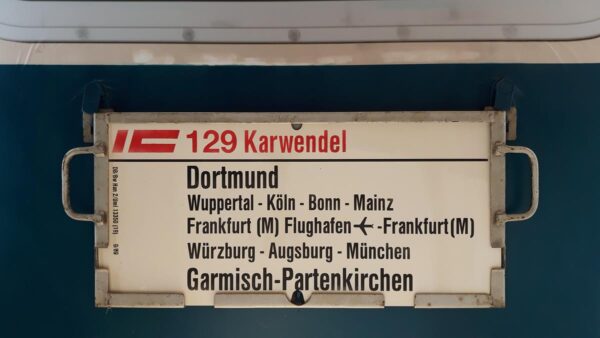 IC 129 Karwendel
Dortmund
Wuppertal - Köln - Bonn - Mainz
Frankfurt (M) Flughafen ✈ -Frankfurt(M)
Würzburg - Augsburg - München
Garmisch-Partenkirchen